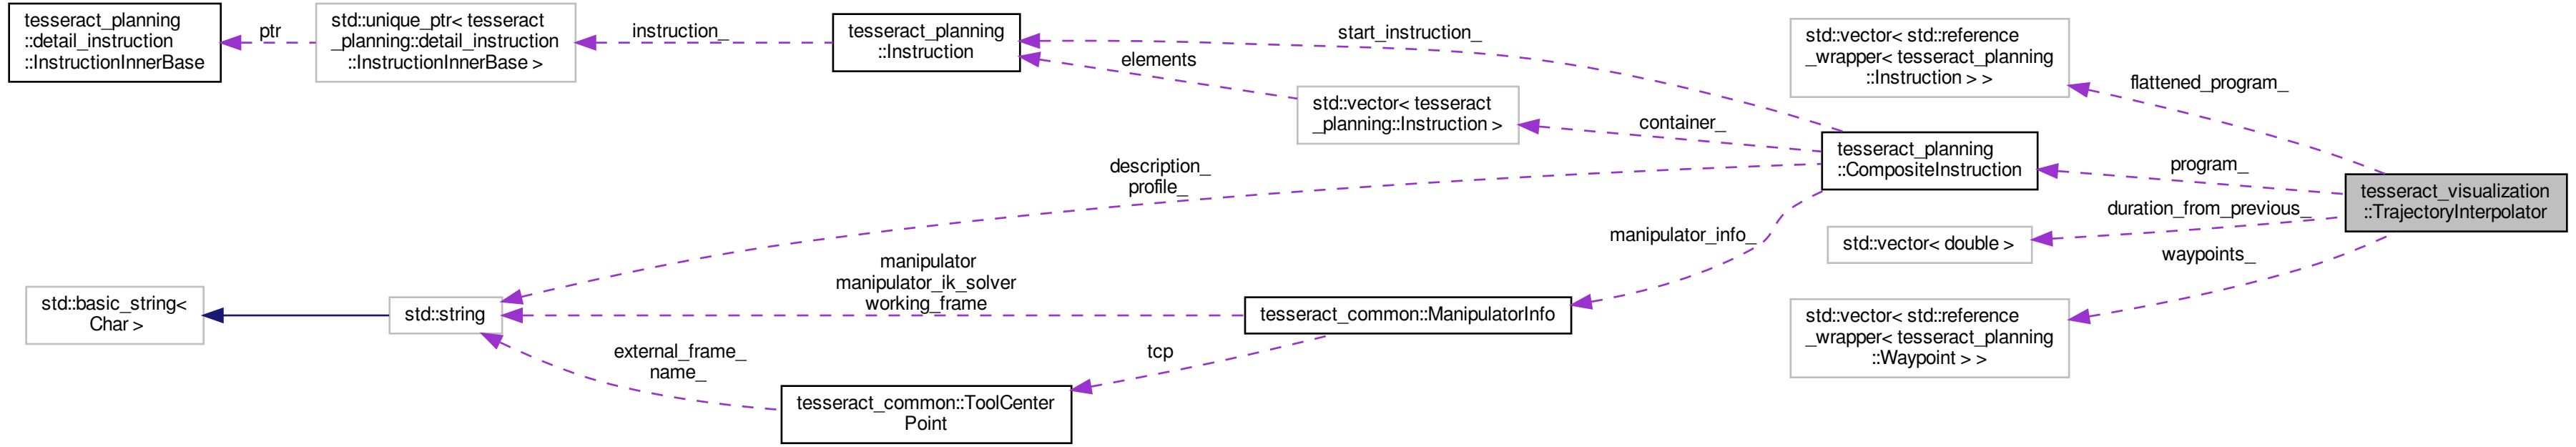 tesseract_planning
::detail_instruction
::InstructionInnerBase
ptr
std::unique_ptr< tesseract
_planning::detail_instruction
::InstructionInnerBase >
instruction_
tesseract_planning
::Instruction
start_instruction_
elements
std::vector< tesseract
_planning::Instruction >
container_
std::vector< std::reference
_wrapper< tesseract_planning
::Instruction > >
flattened_program_
tesseract_planning
::CompositeInstruction
program_
tesseract_visualization
::TrajectoryInterpolator
description_
profile_
duration_from_previous_
std::vector< double >
manipulator_info_
waypoints_
std::vector< std::reference
_wrapper< tesseract_planning
::Waypoint > >
manipulator
manipulator_ik_solver
working_frame
std::basic_string<
Char >
std::string
tesseract_common::ManipulatorInfo
external_frame_
name_
tcp
tesseract_common::ToolCenter
Point